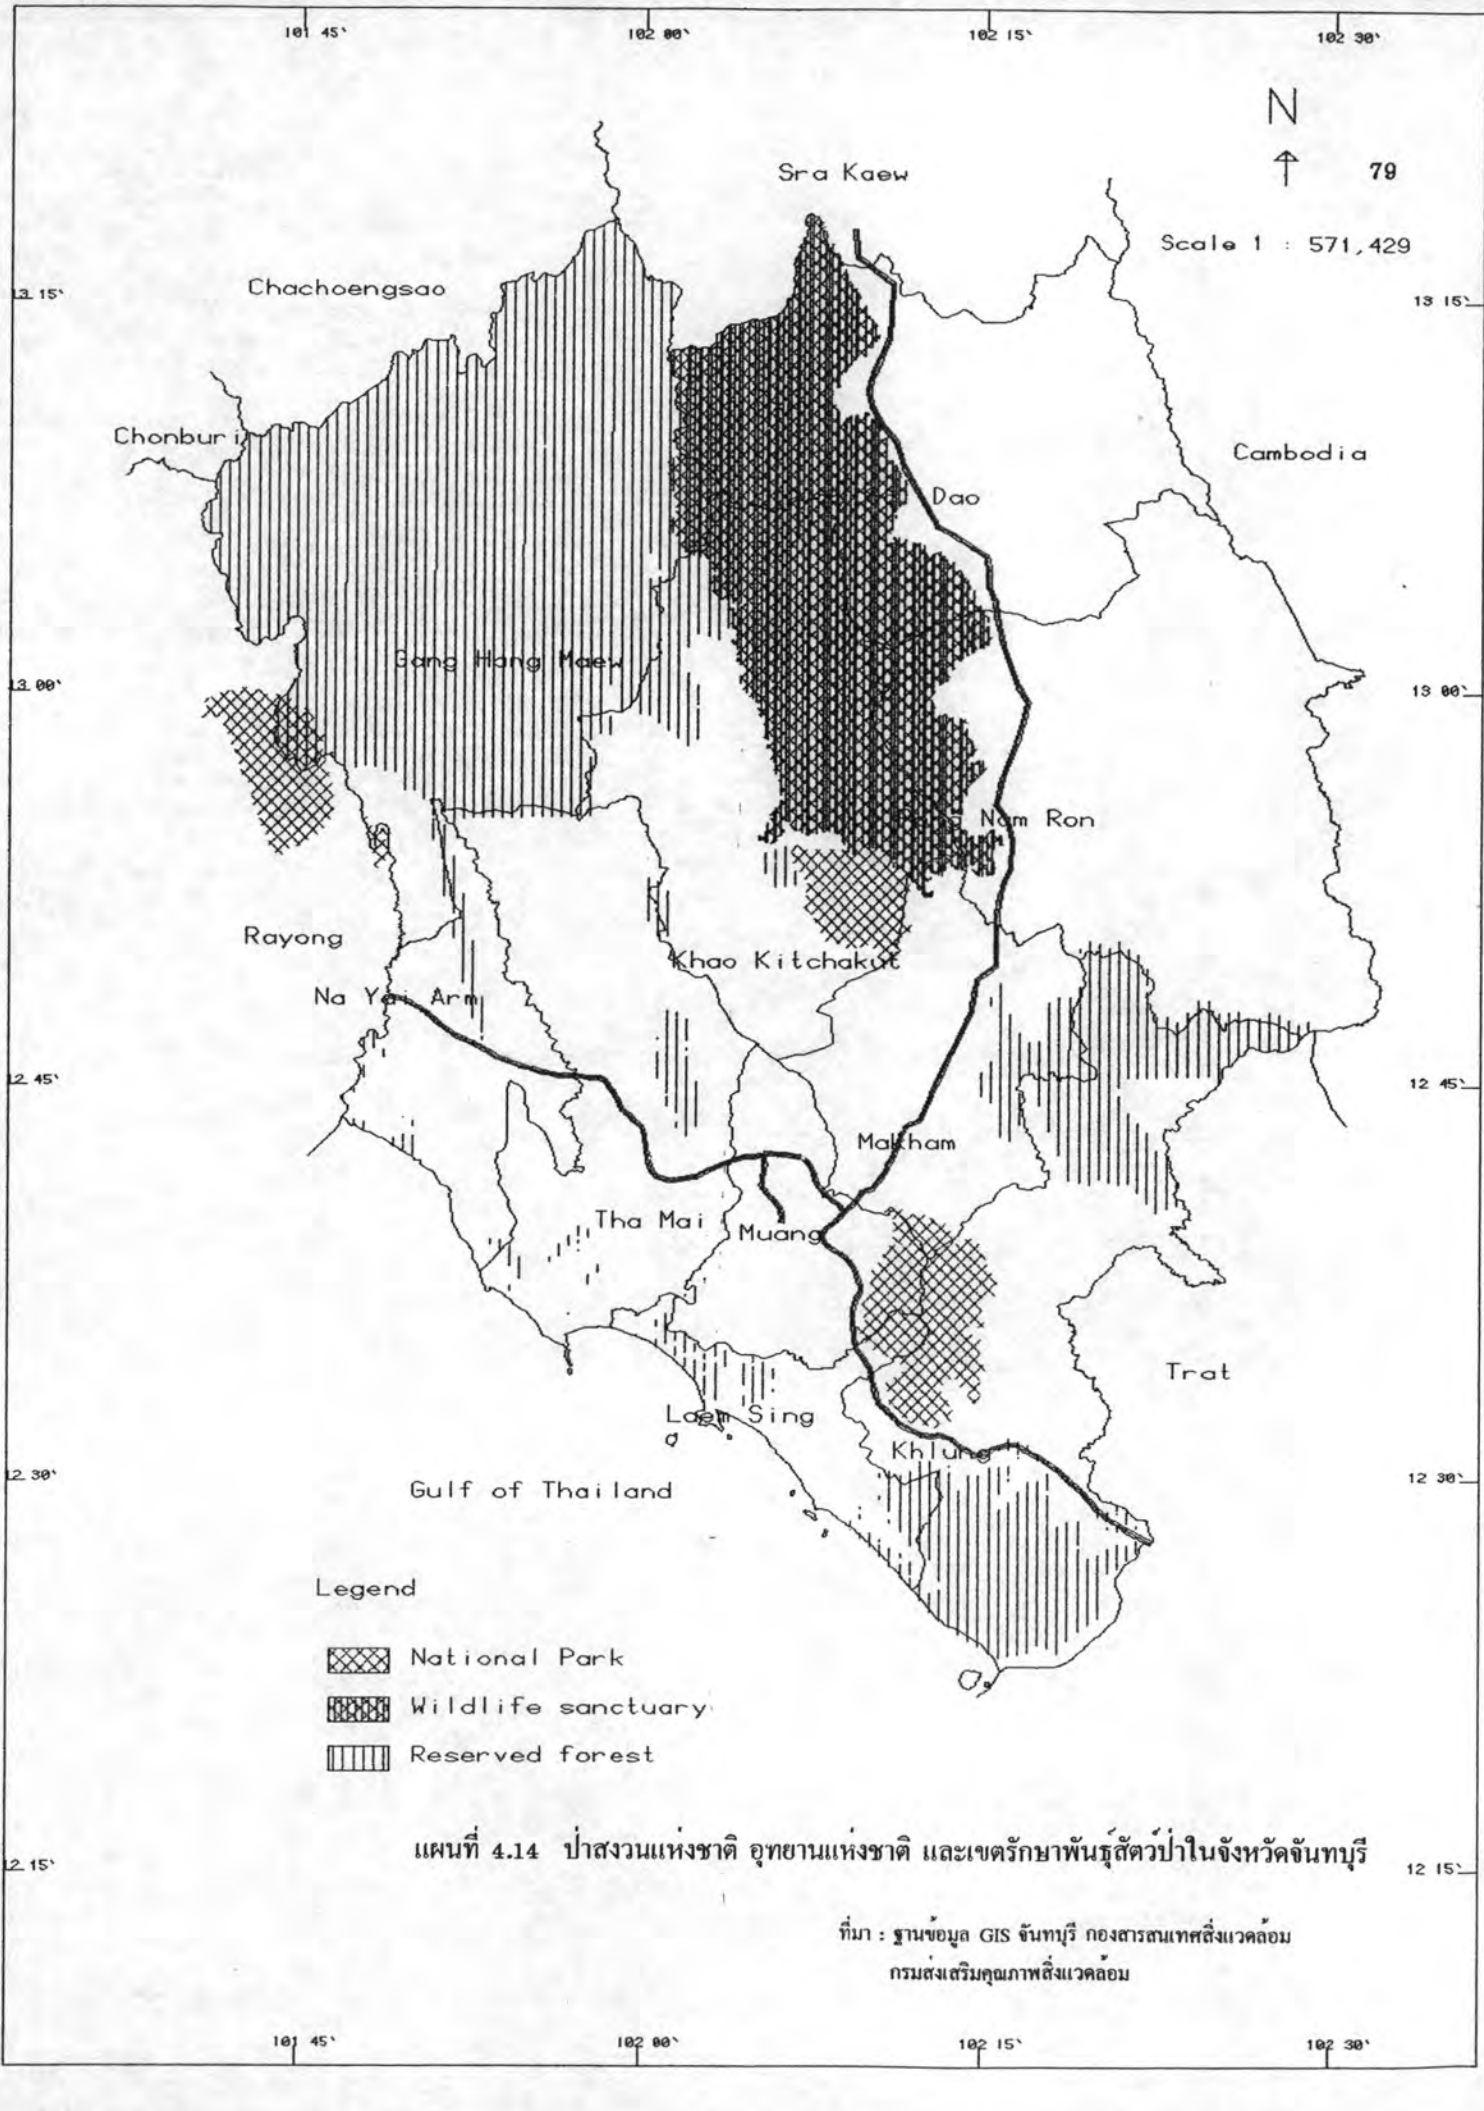 101 45' 102 00' 102 15' 102 30'
N
79
Sra Kaew
Scale 1 : 571,429
Chachoengsao
13 15' 13 15'
Chonburi
Cambodia
Dao
Gang Hang Maew
13 00' 13 00'
Nam Ron
Rayong
Khao Kitchakut
Na Yai Arm
12 45' 12 45'
Makham
Tha Mai
Muang
Trat
Laem Sing
Khlung
12 30' 12 30'
Gulf of Thailand
Legend
National Park
Wildlife sanctuary
Reserved forest
แผนที่ 4.14 ป่าสงวนแห่งชาติ อุทยานแห่งชาติ และเขตรักษาพันธุ์สัตว์ป่าในจังหวัดจันทบุรี
12 15' 12 15'
ที่มา : ฐานข้อมูล GIS จันทบุรี กองสารสนเทศสิ่งแวดล้อม
กรมส่งเสริมคุณภาพสิ่งแวดล้อม
101 45' 102 00' 102 15' 102 30'